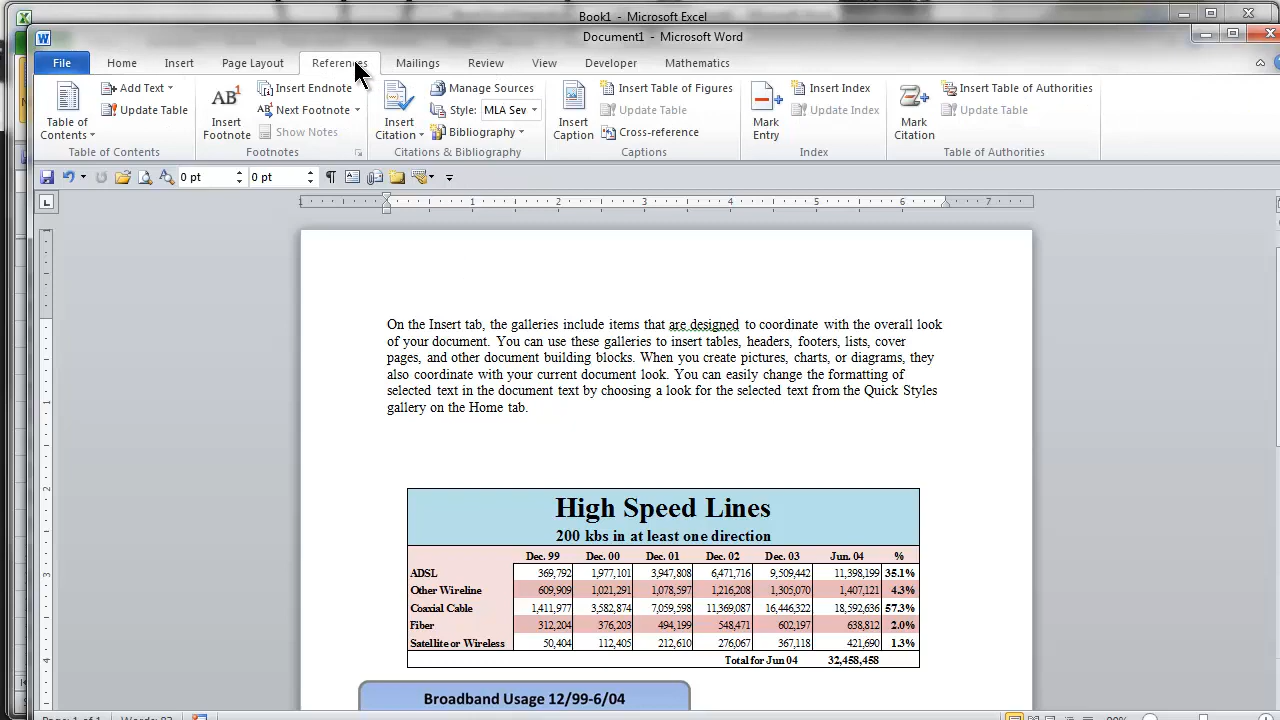 Book1 - Microsoft Excel
Document1 - Microsoft Word
File Home Insert Page Layout References Mailings Review View Developer Mathematics
Table of Contents
Add Text
Update Table
Table of Contents
AB1
Insert Footnote
Insert Endnote
Next Footnote
Show Notes
Footnotes
Insert Citation
Manage Sources
Style: MLA Sev
Bibliography
Citations & Bibliography
Insert Caption
Insert Table of Figures
Update Table
Cross-reference
Captions
Mark Entry
Insert Index
Update Index
Index
Mark Citation
Insert Table of Authorities
Update Table
Table of Authorities
0 pt 0 pt
1 1 2 3 4 5 6 7
On the Insert tab, the galleries include items that are designed to coordinate with the overall look
of your document. You can use these galleries to insert tables, headers, footers, lists, cover
pages, and other document building blocks. When you create pictures, charts, or diagrams, they
also coordinate with your current document look. You can easily change the formatting of
selected text in the document text by choosing a look for the selected text from the Quick Styles
gallery on the Home tab.
High Speed Lines
200 kbs in at least one direction
Dec. 99 Dec. 00 Dec. 01 Dec. 02 Dec. 03 Jun. 04 %
ADSL 369,792 1,977,101 3,947,808 6,471,716 9,509,442 11,398,199 35.1%
Other Wireline 609,909 1,021,291 1,078,597 1,216,208 1,305,070 1,407,121 4.3%
Coaxial Cable 1,411,977 3,582,874 7,059,598 11,369,087 16,446,322 18,592,636 57.3%
Fiber 312,204 376,203 494,199 548,471 602,197 638,812 2.0%
Satellite or Wireless 50,404 112,405 212,610 276,067 367,118 421,690 1.3%
Total for Jun 04 32,458,458
Broadband Usage 12/99-6/04
Page: 1 of 1